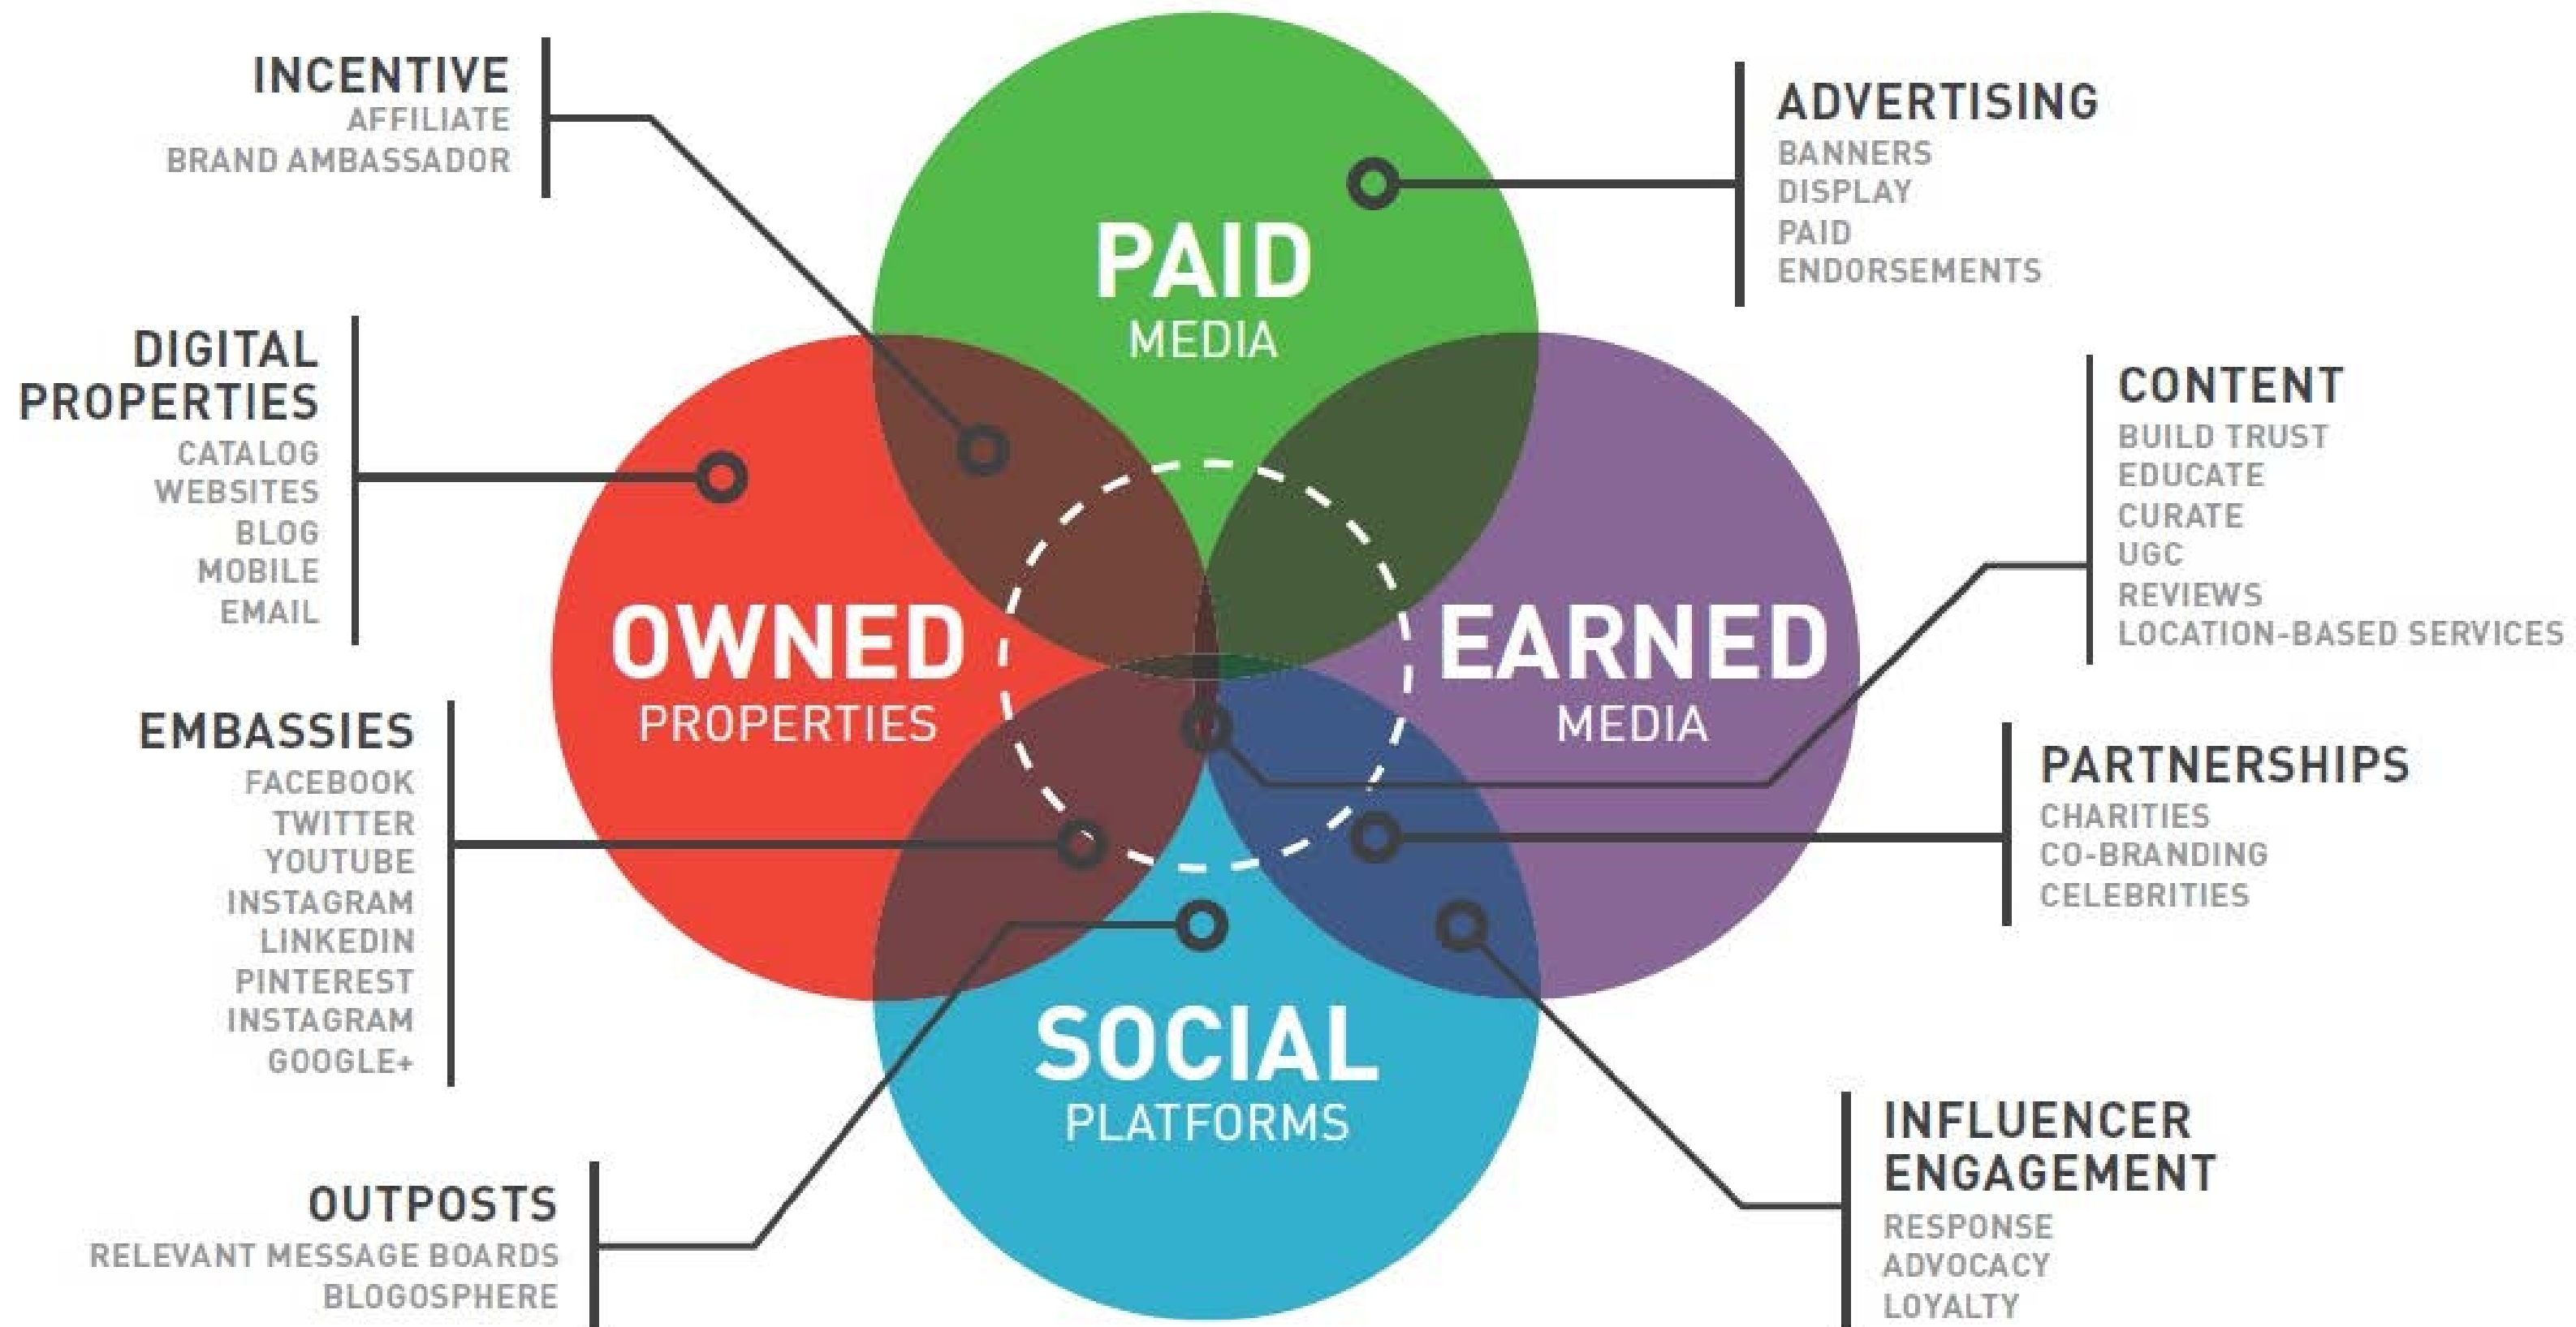 INCENTIVE
AFFILIATE
BRAND AMBASSADOR
DIGITAL
PROPERTIES
CATALOG
WEBSITES
BLOG
MOBILE
EMAIL
EMBASSIES
FACEBOOK
TWITTER
YOUTUBE
INSTAGRAM
LINKEDIN
PINTEREST
INSTAGRAM
GOOGLE+
OUTPOSTS
RELEVANT MESSAGE BOARDS
BLOGOSPHERE
PAID
MEDIA
OWNED
PROPERTIES
EARNED
MEDIA
SOCIAL
PLATFORMS
ADVERTISING
BANNERS
DISPLAY
PAID
ENDORSEMENTS
CONTENT
BUILD TRUST
EDUCATE
CURATE
UGC
REVIEWS
LOCATION-BASED SERVICES
PARTNERSHIPS
CHARITIES
CO-BRANDING
CELEBRITIES
INFLUENCER
ENGAGEMENT
RESPONSE
ADVOCACY
LOYALTY